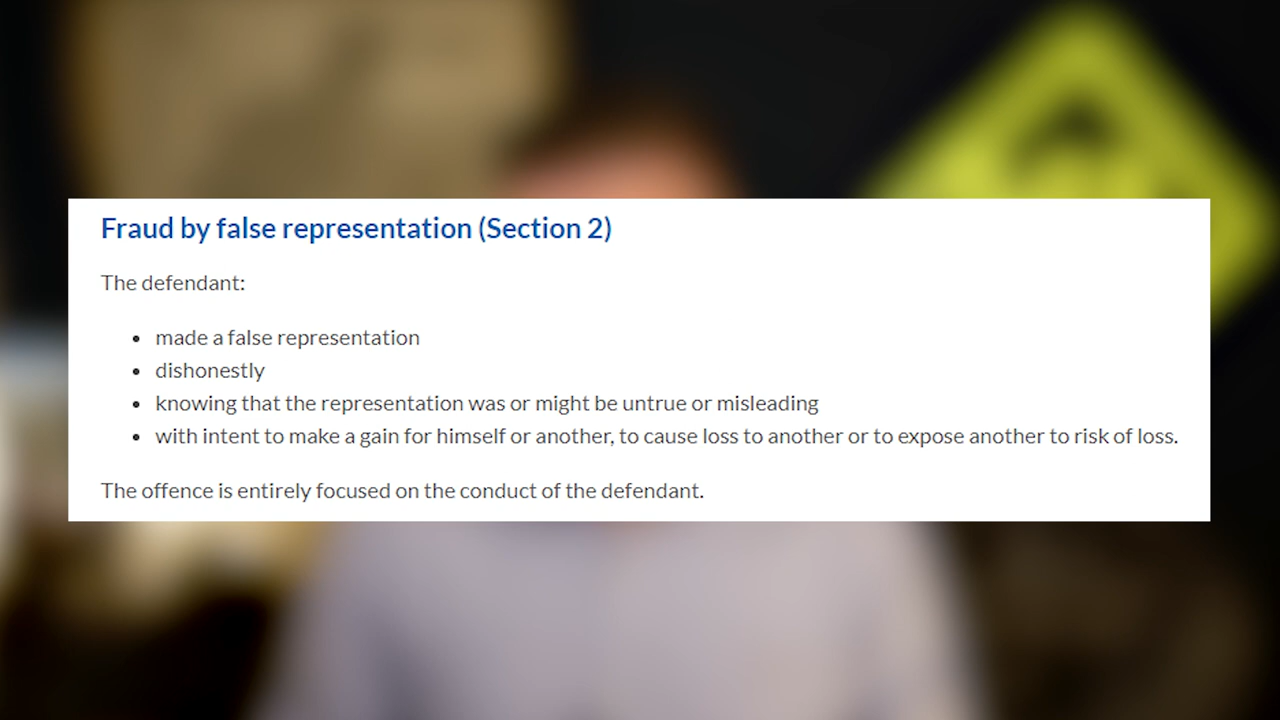 Fraud by false representation (Section 2)
The defendant:
• made a false representation
• dishonestly
• knowing that the representation was or might be untrue or misleading
• with intent to make a gain for himself or another, to cause loss to another or to expose another to risk of loss.
The offence is entirely focused on the conduct of the defendant.